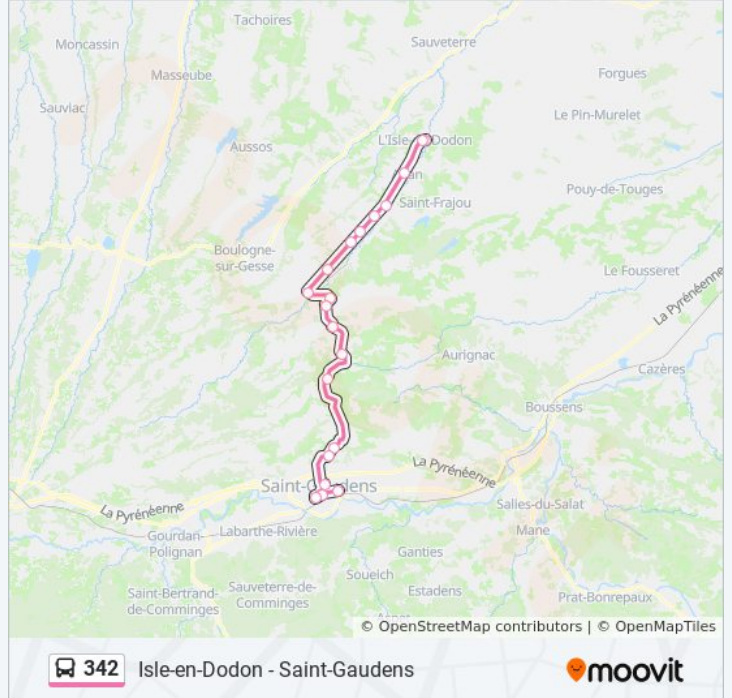 Tachoires
Moncassin
Sauveterre
Masseube
Forgues
Sauviac
Le Pin-Murelet
L'Isle-en-Dodon
Aussos
Pouy-de-Touges
Saint-Frajou
Boulogne-
sur-Gesse
Le Fousseret
La Pyrénéenne
Aurignac
Cazères
Boussens
La Pyrénéenne
Saint-Gaudens
La Pyrénéenne
Salies-du-Salat
Gourdan-
Polignan
Labarthe-Rivière
Mane
Ganties
Soueich
Saint-Bertrand-
de-Comminges
Sauveterre-de-
Comminges
Estadens
Prat-Bonrepaux
© OpenStreetMap contributors | © OpenMapTiles
342 Isle-en-Dodon - Saint-Gaudens
moovit